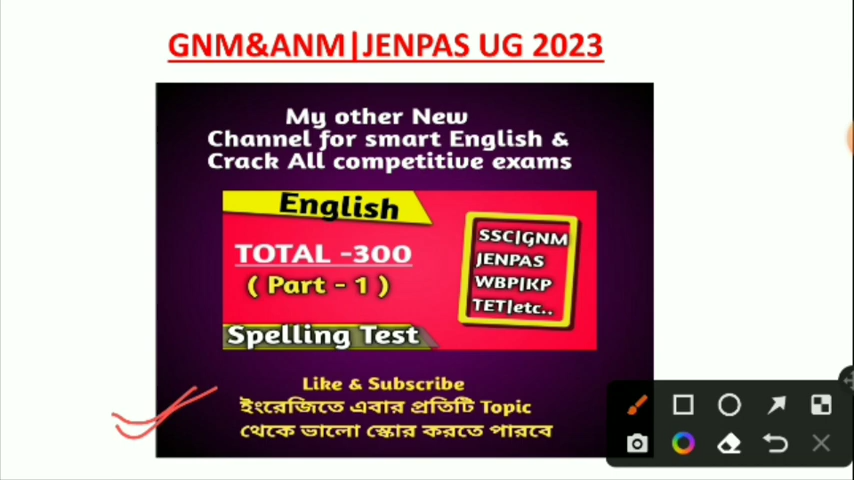 GNM&ANM|JENPAS UG 2023
My other New
Channel for smart English &
Crack All competitive exams
English
TOTAL -300
( Part - 1 )
Spelling Test
SSC|GNM
JENPAS
WBP|KP
TET|etc..
Like & Subscribe
ইংরেজিতে এবার প্রতিটি Topic
থেকে ভালো স্কোর করতে পারবে